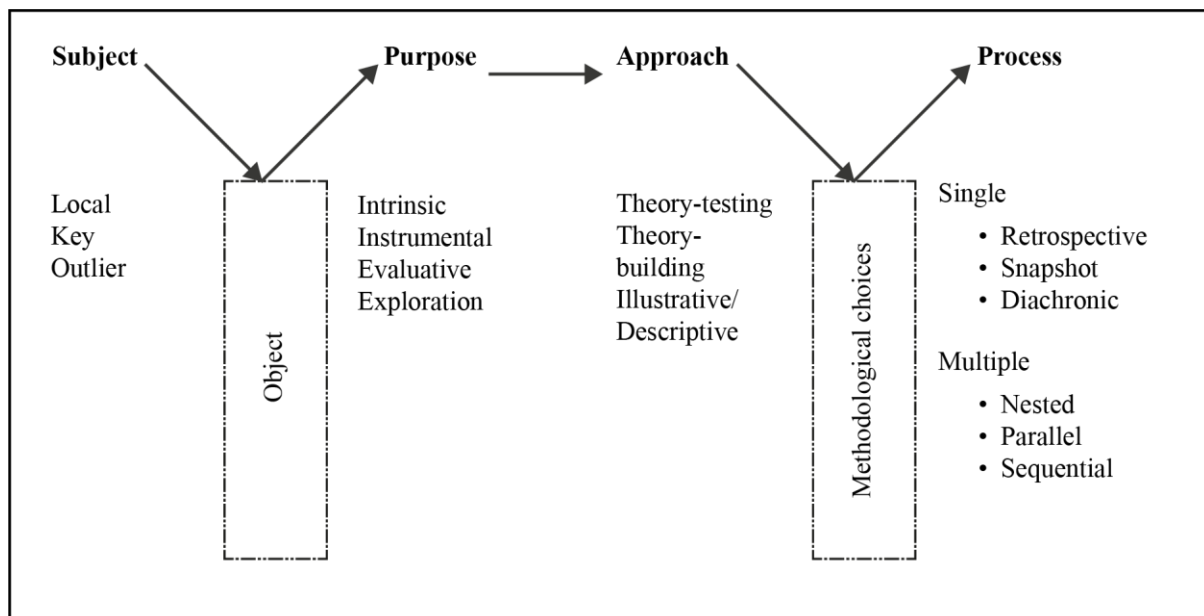 Subject
Purpose
Approach
Process
Local
Key
Outlier
Object
Intrinsic
Instrumental
Evaluative
Exploration
Theory-testing
Theory-
building
Illustrative/
Descriptive
Methodological choices
Single
• Retrospective
• Snapshot
• Diachronic
Multiple
• Nested
• Parallel
• Sequential